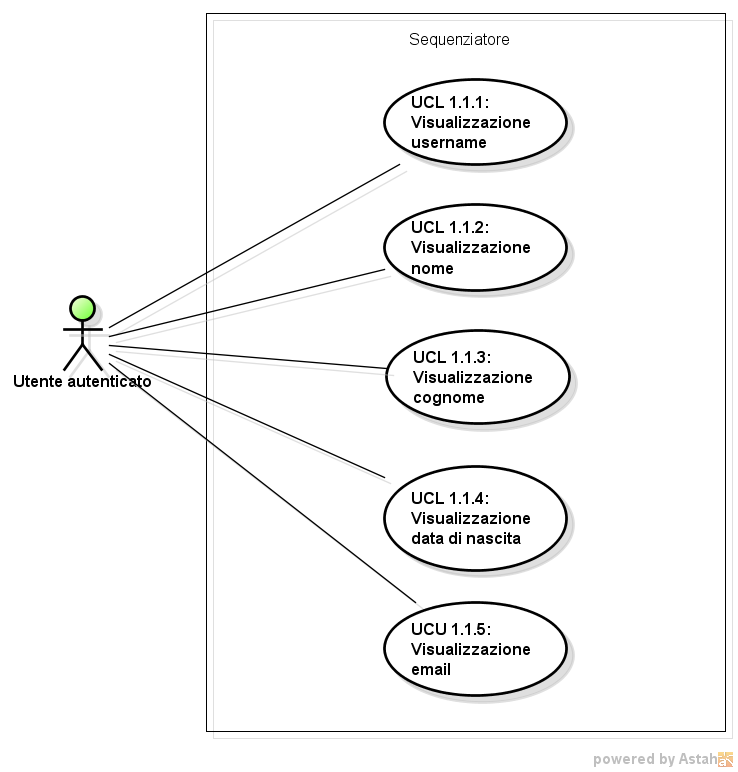 Sequenziatore
UCL 1.1.1:
Visualizzazione
username
UCL 1.1.2:
Visualizzazione
nome
UCL 1.1.3:
Visualizzazione
cognome
Utente autenticato
UCL 1.1.4:
Visualizzazione
data di nascita
UCU 1.1.5:
Visualizzazione
email
powered by Astah